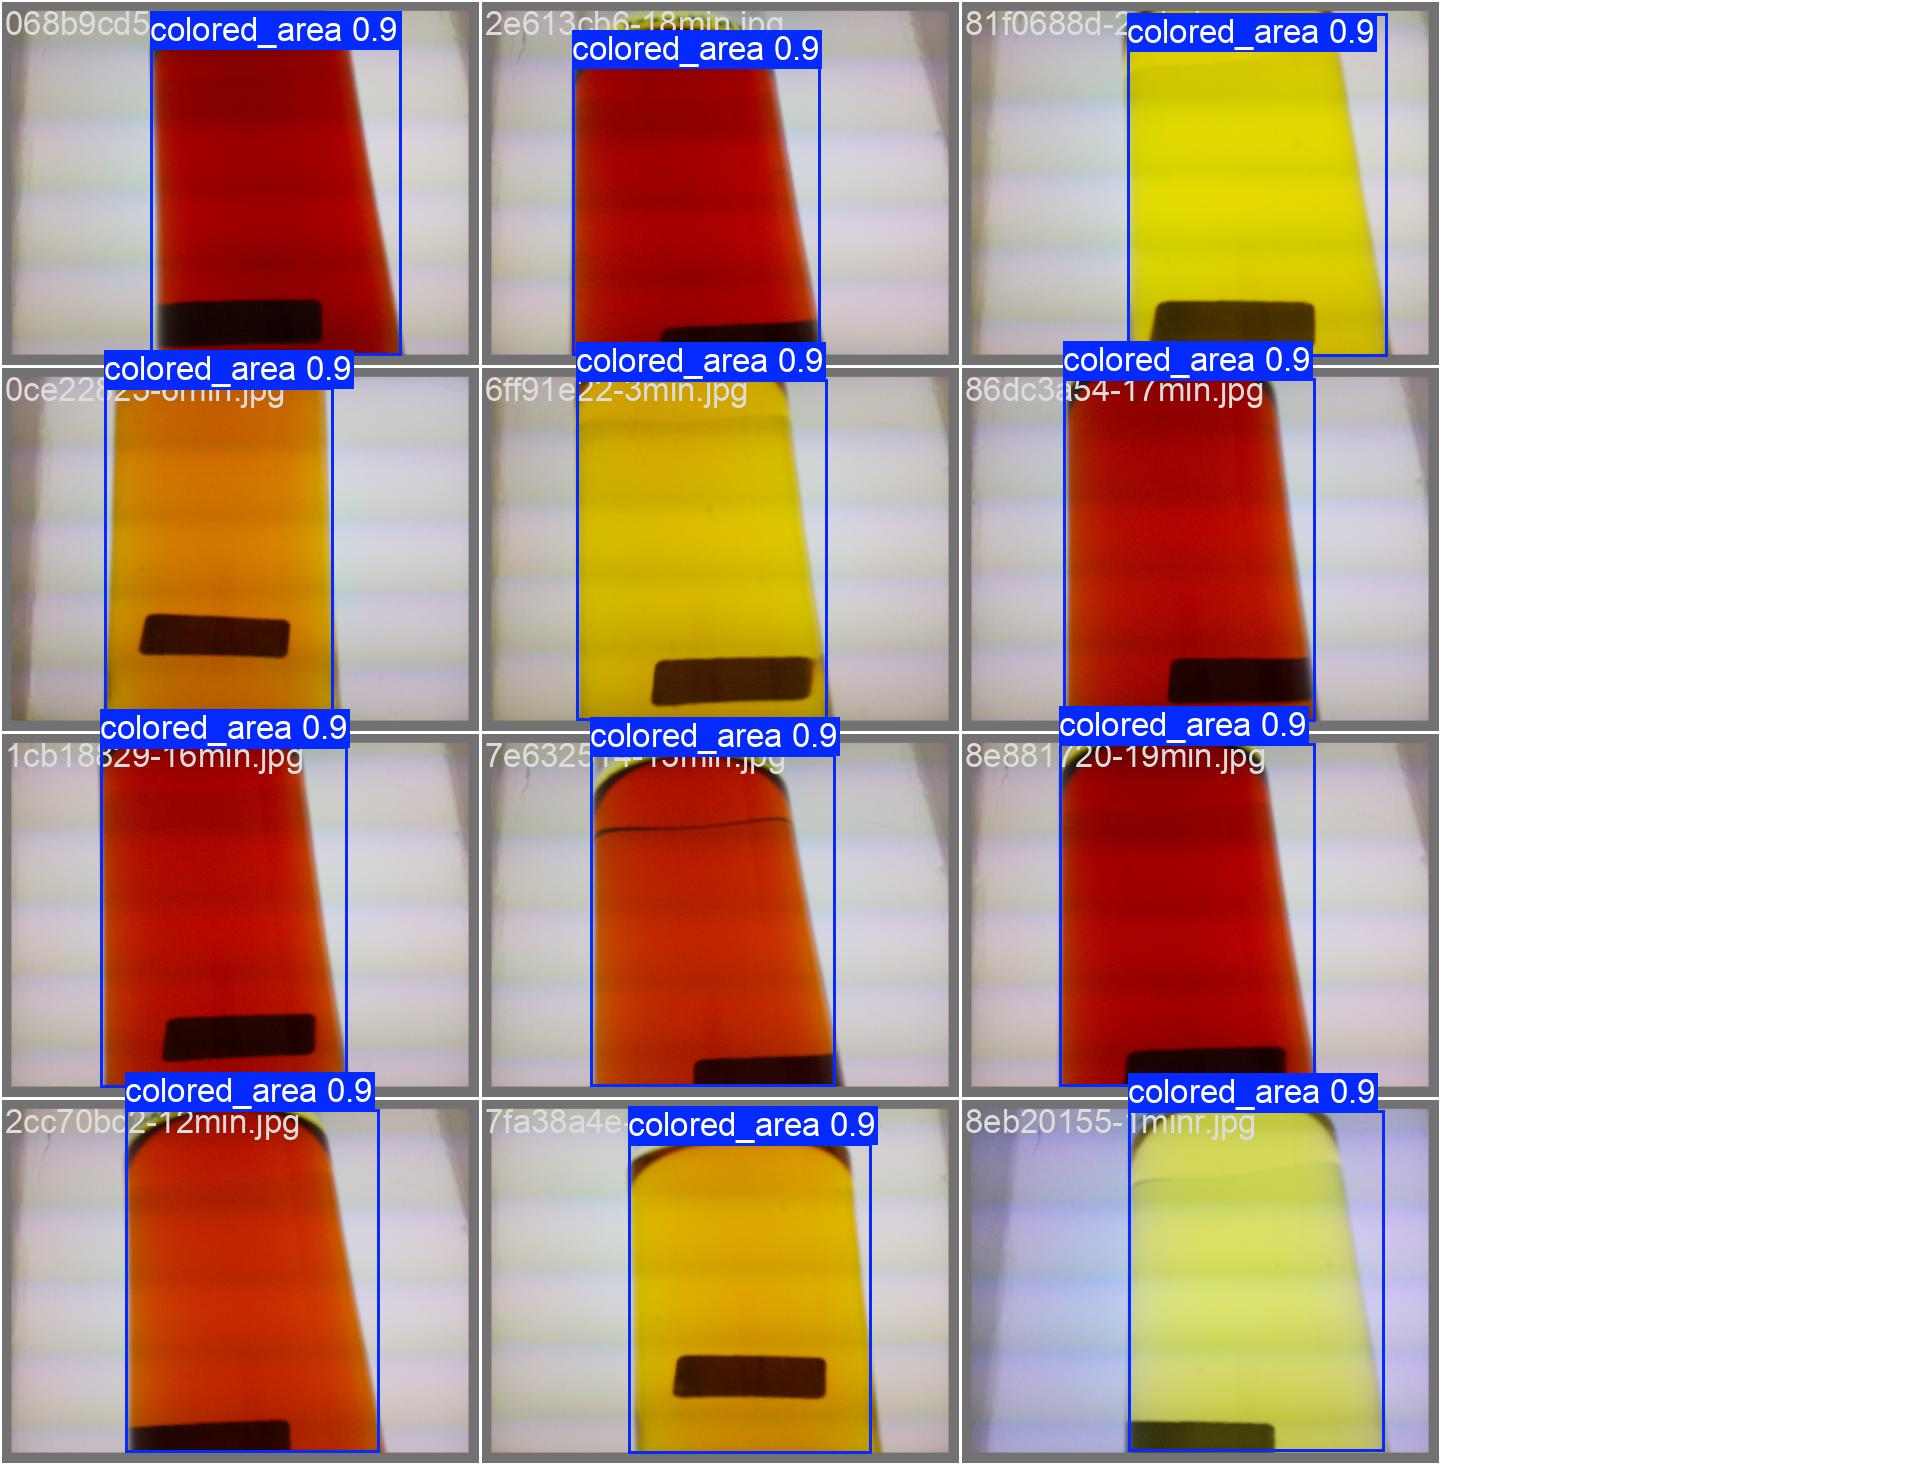 068b9cd5
colored_area 0.9
2e613cb6-18min.jpg
colored_area 0.9
81f0688d-2
colored_area 0.9
colored_area 0.9
0ce22825-6min.jpg
colored_area 0.9
6ff91e22-3min.jpg
colored_area 0.9
86dc3a54-17min.jpg
colored_area 0.9
1cb18829-16min.jpg
colored_area 0.9
7e6325
colored_area 0.9
8e881720-19min.jpg
colored_area 0.9
2cc70bc2-12min.jpg
7fa38a4e-
colored_area 0.9
colored_area 0.9
8eb20155-1minr.jpg